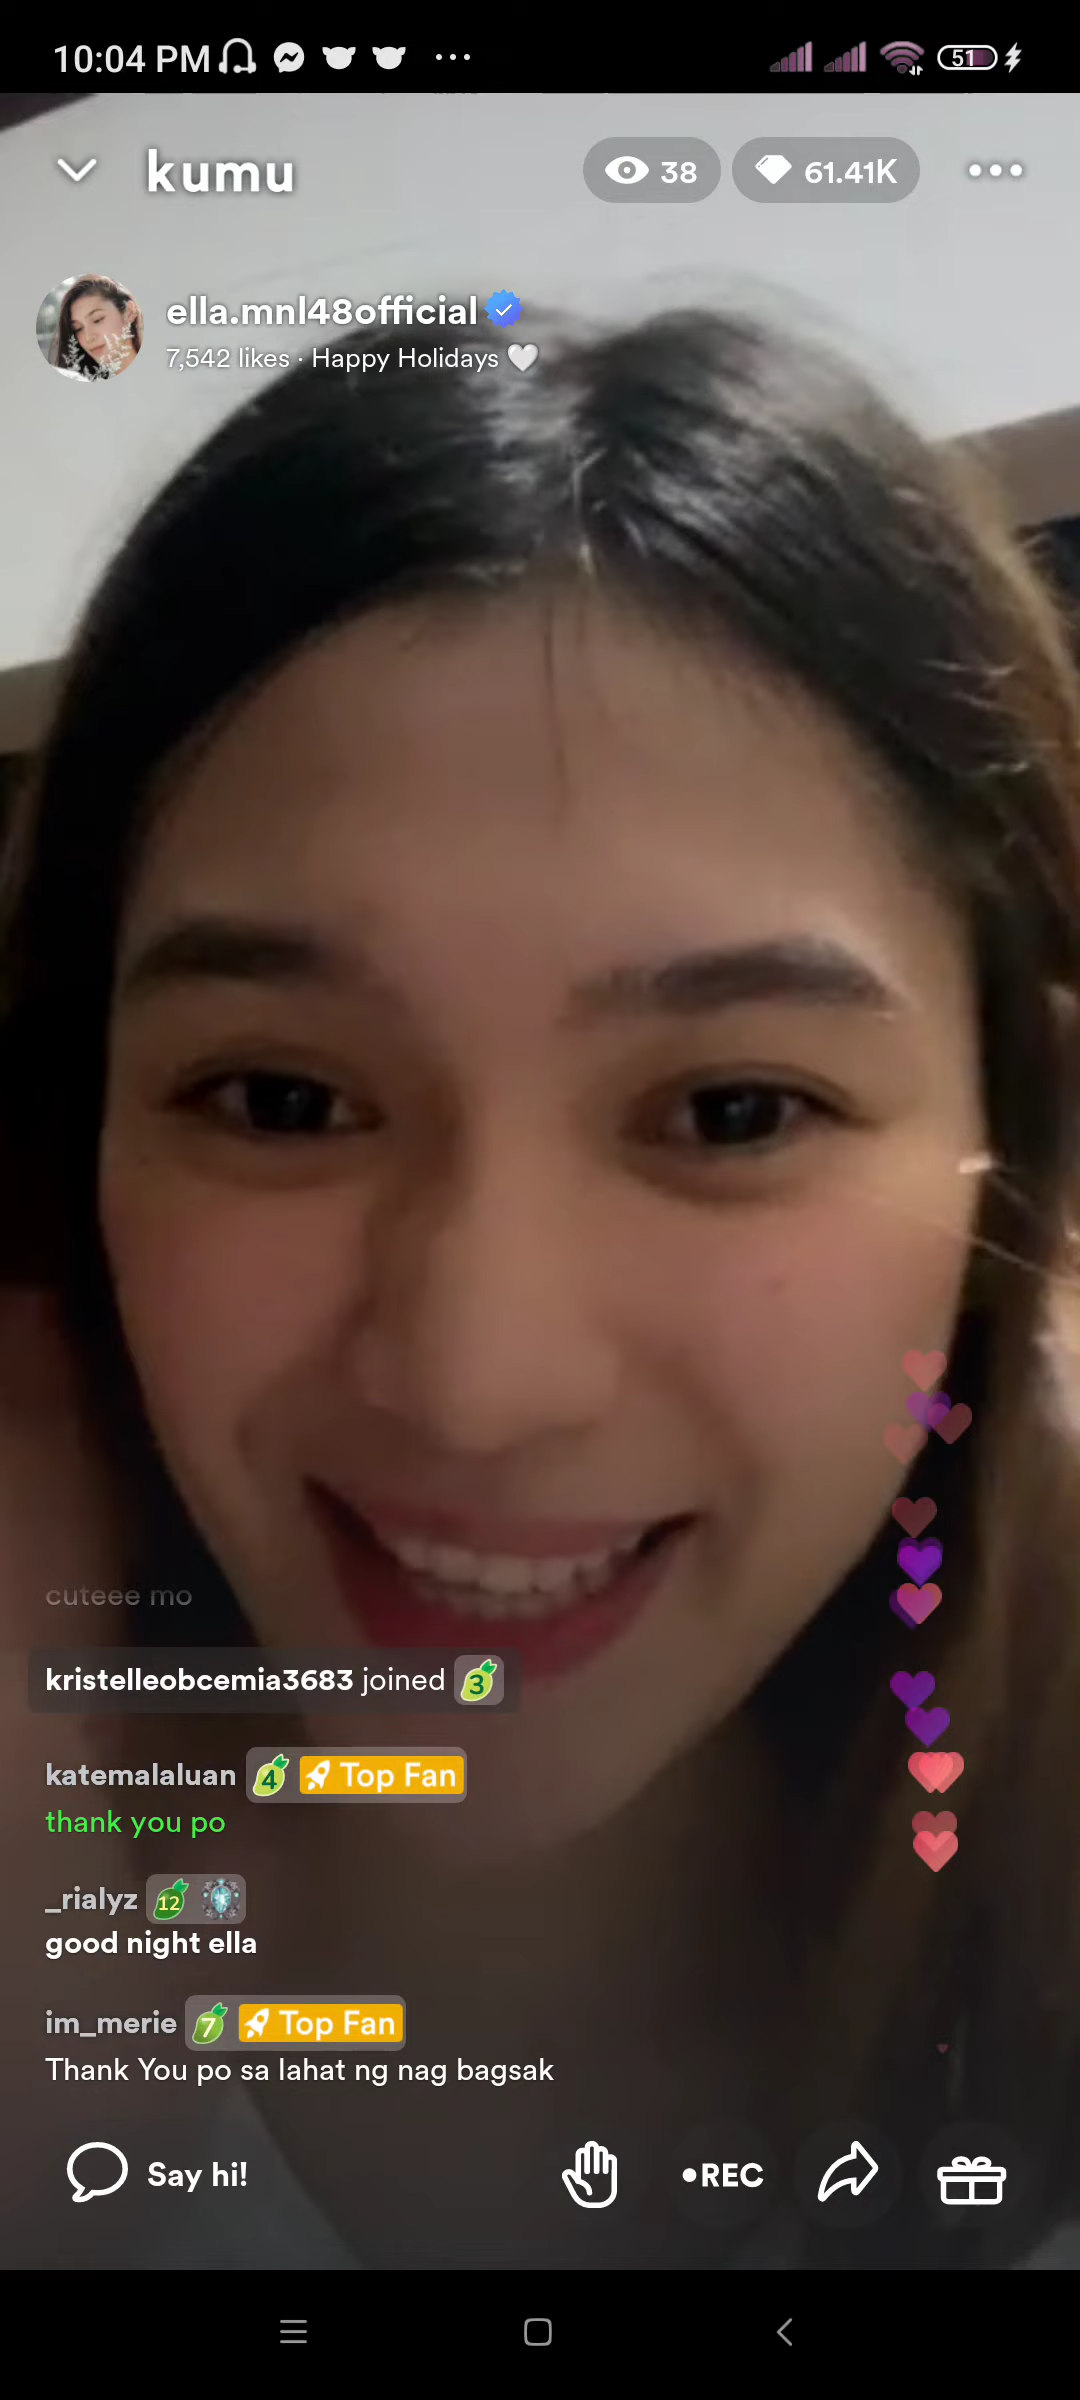 10:04 PM
51
kumu
38
61.41K
ella.mnl48official
7,542 likes · Happy Holidays 🤍
cuteee mo
kristelleobcemia3683 joined 3
katemalaluan 4 Top Fan
thank you po
_rialyz 12
good night ella
im_merie 7 Top Fan
Thank You po sa lahat ng nag bagsak
Say hi!
•REC